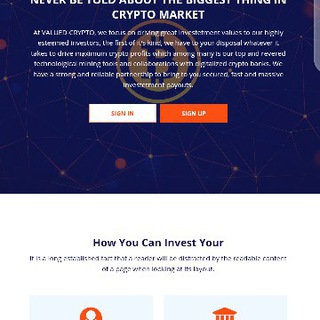 NEVER BE TOLD ABOUT THE BIGGEST THING IN
CRYPTO MARKET
At VALUED CRYPTO, we focus on driving great investetment values to our highly
esteemed investors, the first of it's kind, we have to your disposal whatever it
takes to drive maximum crypto profits which among many is our top and revered
technological mining tools and collaborations with digitalized crypto banks. We
have a strong and reliable partnership to bring to you secured, fast and massive
investetment payouts.
SIGN IN
SIGN UP
How You Can Invest Your
It is a long established fact that a reader will be distracted by the readable content
of a page when looking at its layout.